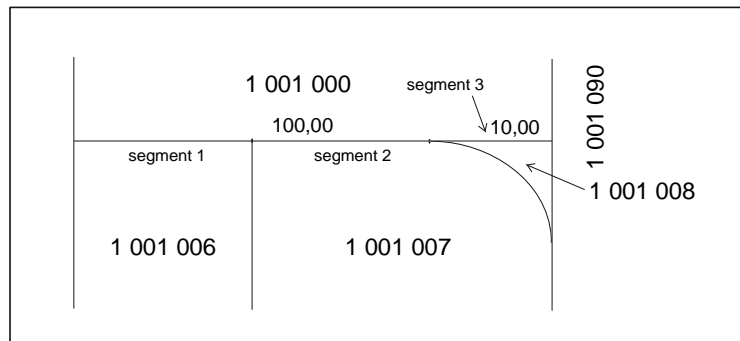 1 001 000
segment 3
1 001 090
100,00
10,00
segment 1
segment 2
1 001 008
1 001 006
1 001 007